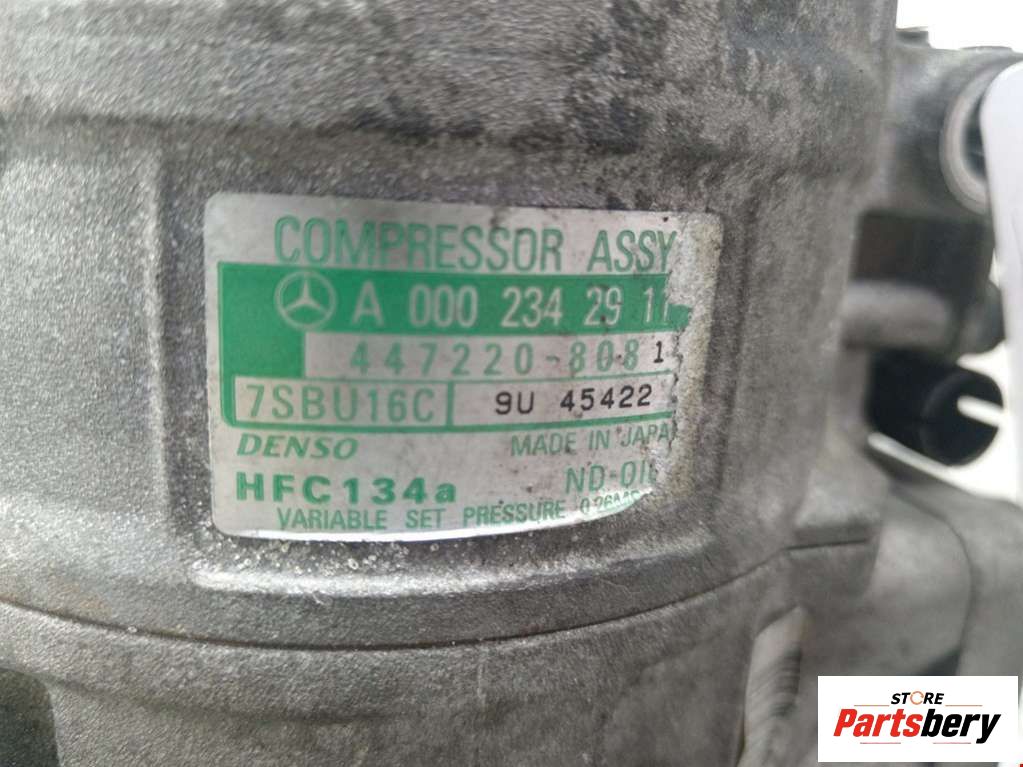 COMPRESSOR ASSY
A 000 234 29 11
447220-808 1
7SBU16C 9U 45422
DENSO MADE IN JAPA
HFC134a ND-OIL
VARIABLE SET PRESSURE
STORE
Partsbery